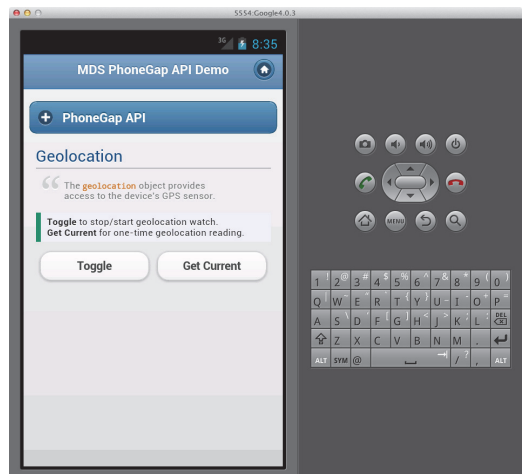 5554:Google4.0.3
3G 8:35
MDS PhoneGap API Demo
PhoneGap API
Geolocation
The geolocation object provides
access to the device's GPS sensor.
Toggle to stop/start geolocation watch.
Get Current for one-time geolocation reading.
Toggle Get Current
MENU
1 ! 2 @ 3 # 4 $ 5 % 6 ^ 7 & 8 * 9 ( 0 )
Q W ~ E " R ` T { Y } U - I - O + P =
A S \ D ' F [ G ] H < J > K ; L : DEL
Z X C V B N M .
ALT SYM @ / ? , ALT